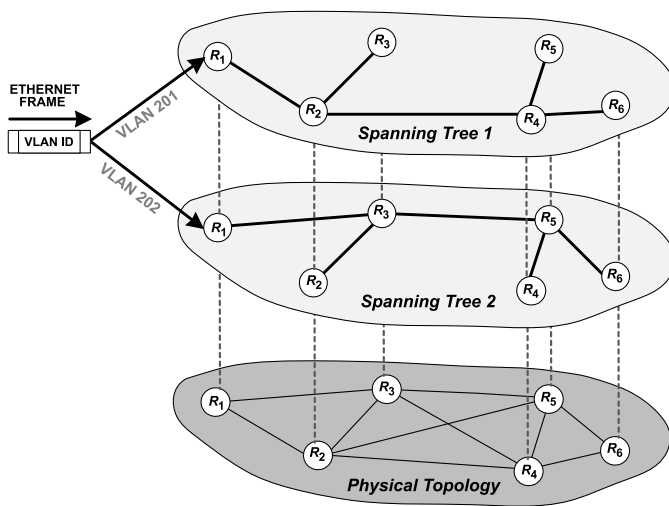 R3
R5
R1
ETHERNET
FRAME
VLAN 201
R2
R4
R6
VLAN ID
Spanning Tree 1
VLAN 202
R3
R5
R1
R2
R4
R6
Spanning Tree 2
R3
R5
R1
R2
R4
R6
Physical Topology